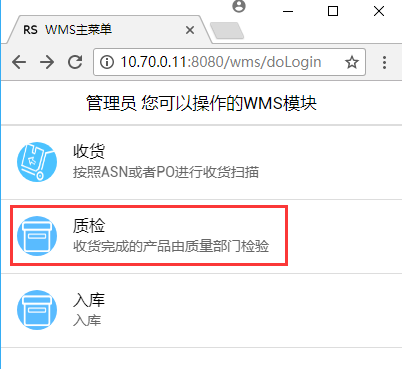 RS WMS主菜单
10.70.0.11:8080/wms/doLogin
管理员 您可以操作的WMS模块
收货
按照ASN或者PO进行收货扫描
质检
收货完成的产品由质量部门检验
入库
入库